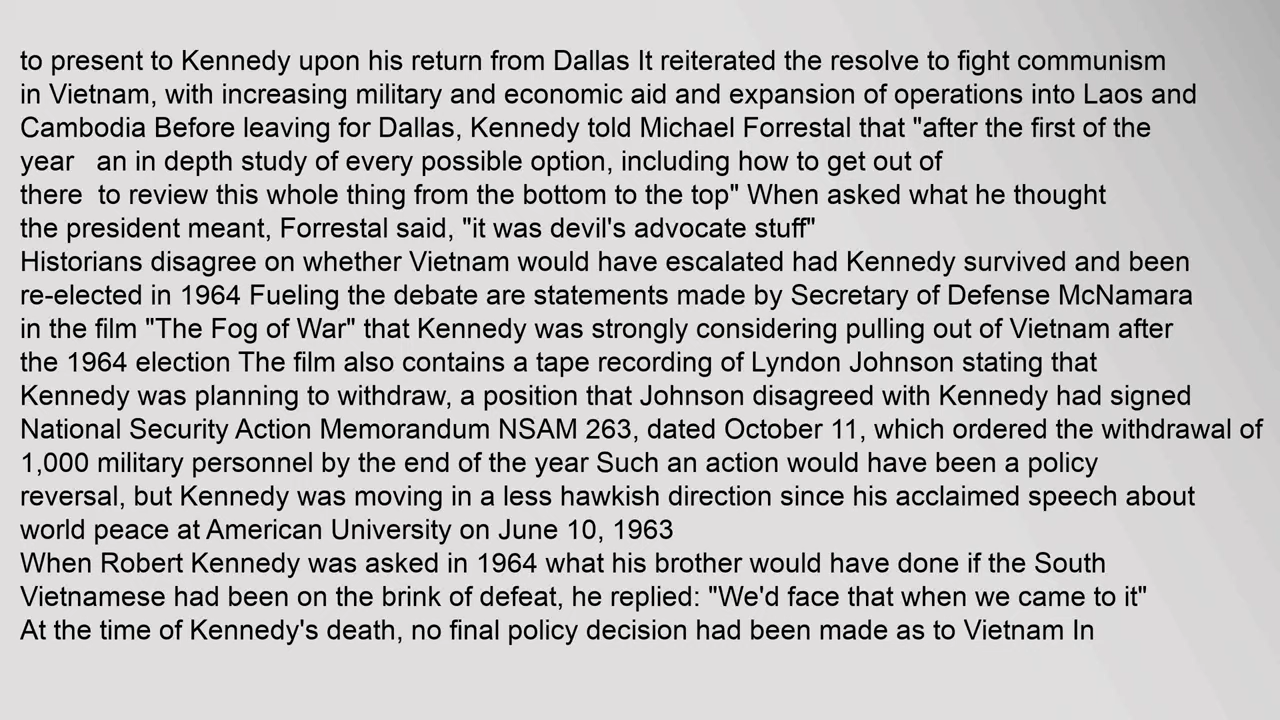 to present to Kennedy upon his return from Dallas It reiterated the resolve to fight communism
in Vietnam, with increasing military and economic aid and expansion of operations into Laos and
Cambodia Before leaving for Dallas, Kennedy told Michael Forrestal that "after the first of the
year   an in depth study of every possible option, including how to get out of
there  to review this whole thing from the bottom to the top" When asked what he thought
the president meant, Forrestal said, "it was devil's advocate stuff"
Historians disagree on whether Vietnam would have escalated had Kennedy survived and been
re-elected in 1964 Fueling the debate are statements made by Secretary of Defense McNamara
in the film "The Fog of War" that Kennedy was strongly considering pulling out of Vietnam after
the 1964 election The film also contains a tape recording of Lyndon Johnson stating that
Kennedy was planning to withdraw, a position that Johnson disagreed with Kennedy had signed
National Security Action Memorandum NSAM 263, dated October 11, which ordered the withdrawal of
1,000 military personnel by the end of the year Such an action would have been a policy
reversal, but Kennedy was moving in a less hawkish direction since his acclaimed speech about
world peace at American University on June 10, 1963
When Robert Kennedy was asked in 1964 what his brother would have done if the South
Vietnamese had been on the brink of defeat, he replied: "We'd face that when we came to it"
At the time of Kennedy's death, no final policy decision had been made as to Vietnam In